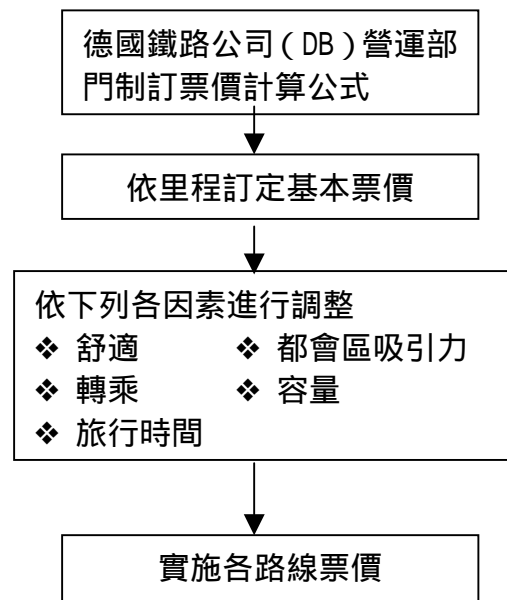 德國鐵路公司（DB）營運部
門制訂票價計算公式
依里程訂定基本票價
依下列各因素進行調整
❖ 舒適 ❖ 都會區吸引力
❖ 轉乘 ❖ 容量
❖ 旅行時間
實施各路線票價